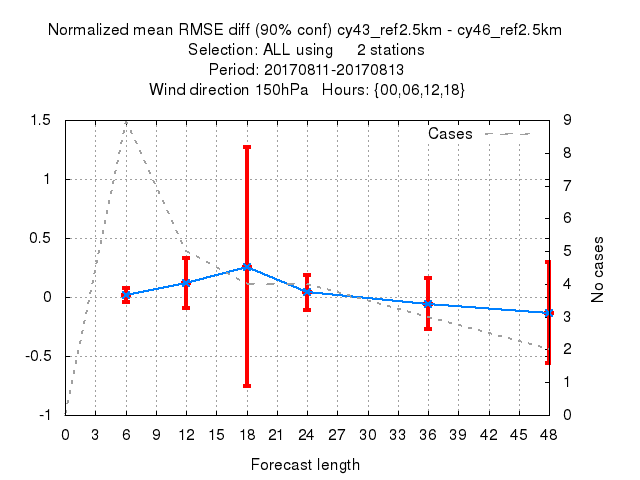 Normalized mean RMSE diff (90% conf) cy43_ref2.5km - cy46_ref2.5km
Selection: ALL using     2 stations
Period: 20170811-20170813
Wind direction 150hPa   Hours: {00,06,12,18}
Cases
1.5
1
0.5
0
-0.5
-1
9
8
7
6
5
4
3
2
1
0
No cases
0 3 6 9 12 15 18 21 24 27 30 33 36 39 42 45 48
Forecast length